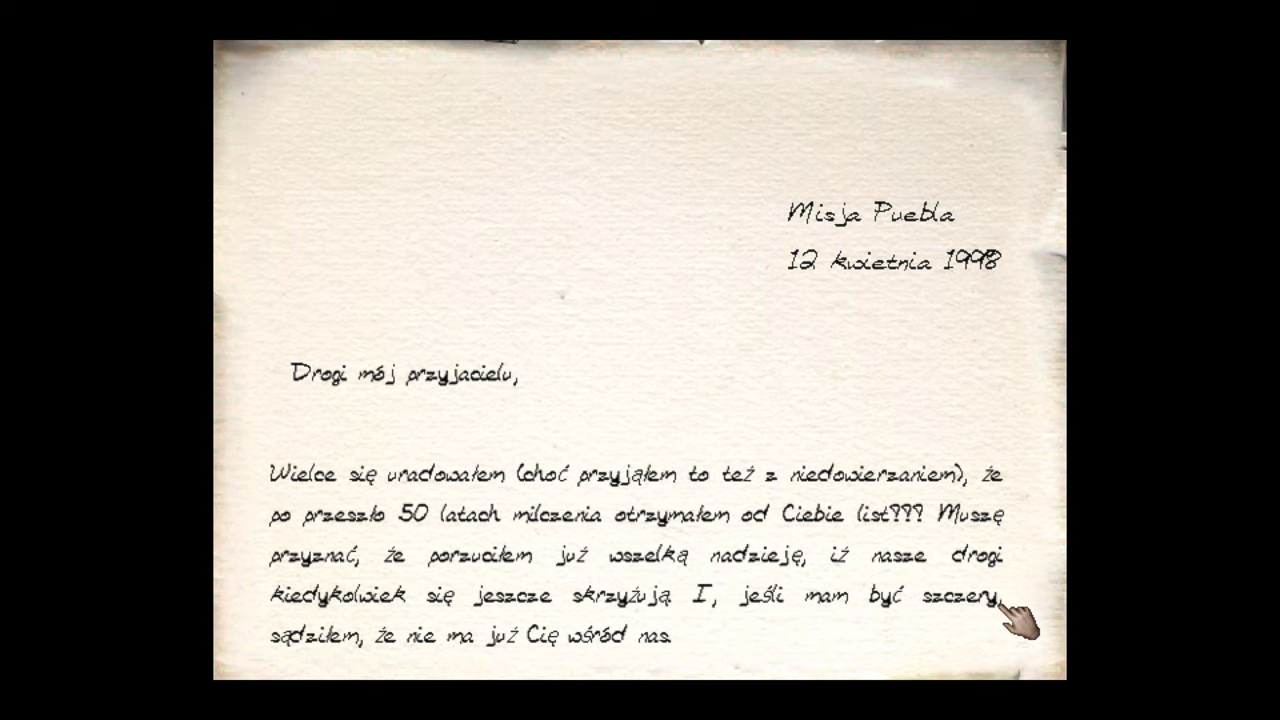 Misja Puebla
12 kwietnia 1998
Drogi mój przyjacielu,
Wielce się uradowałem (choć przyjąłem to też z niedowierzaniem), że
po przeszło 50 latach milczenia otrzymałem od Ciebie list??? Muszę
przyznać, że porzuciłem już wszelką nadzieję, iż nasze drogi
kiedykolwiek się jeszcze skrzyżują I, jeśli mam być szczery,
sądziłem, że nie ma już Cię wśród nas.